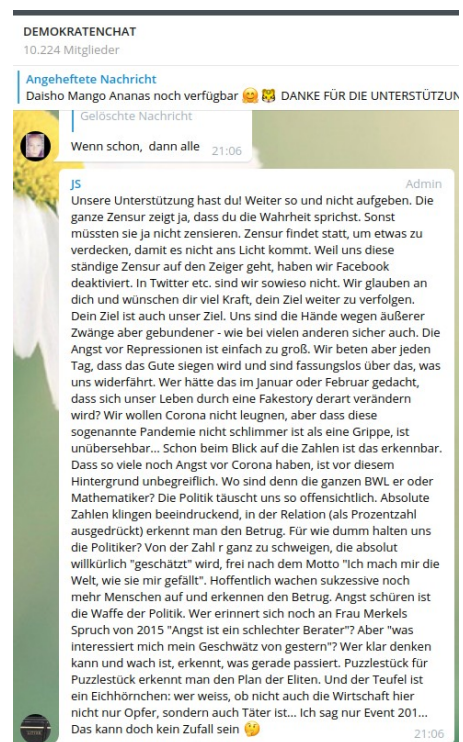 DEMOKRATENCHAT
10.224 Mitglieder
Angeheftete Nachricht
Daisho Mango Ananas noch verfügbar 🤗 🐯 DANKE FÜR DIE UNTERSTÜTZUN
Gelöschte Nachricht
Wenn schon, dann alle 21:06
JS Admin
Unsere Unterstützung hast du! Weiter so und nicht aufgeben. Die
ganze Zensur zeigt ja, dass du die Wahrheit sprichst. Sonst
müssten sie ja nicht zensieren. Zensur findet statt, um etwas zu
verdecken, damit es nicht ans Licht kommt. Weil uns diese
ständige Zensur auf den Zeiger geht, haben wir Facebook
deaktiviert. In Twitter etc. sind wir sowieso nicht. Wir glauben an
dich und wünschen dir viel Kraft, dein Ziel weiter zu verfolgen.
Dein Ziel ist auch unser Ziel. Uns sind die Hände wegen äußerer
Zwänge aber gebundener - wie bei vielen anderen sicher auch. Die
Angst vor Repressionen ist einfach zu groß. Wir beten aber jeden
Tag, dass das Gute siegen wird und sind fassungslos über das, was
uns widerfährt. Wer hätte das im Januar oder Februar gedacht,
dass sich unser Leben durch eine Fakestory derart verändern
wird? Wir wollen Corona nicht leugnen, aber dass diese
sogenannte Pandemie nicht schlimmer ist als eine Grippe, ist
unübersehbar... Schon beim Blick auf die Zahlen ist das erkennbar.
Dass so viele noch Angst vor Corona haben, ist vor diesem
Hintergrund unbegreiflich. Wo sind denn die ganzen BWL er oder
Mathematiker? Die Politik täuscht uns so offensichtlich. Absolute
Zahlen klingen beeindruckend, in der Relation (als Prozentzahl
ausgedrückt) erkennt man den Betrug. Für wie dumm halten uns
die Politiker? Von der Zahl r ganz zu schweigen, die absolut
willkürlich "geschätzt" wird, frei nach dem Motto "Ich mach mir die
Welt, wie sie mir gefällt". Hoffentlich wachen sukzessive noch
mehr Menschen auf und erkennen den Betrug. Angst schüren ist
die Waffe der Politik. Wer erinnert sich noch an Frau Merkels
Spruch von 2015 "Angst ist ein schlechter Berater"? Aber "was
interessiert mich mein Geschwätz von gestern"? Wer klar denken
kann und wach ist, erkennt, was gerade passiert. Puzzlestück für
Puzzlestück erkennt man den Plan der Eliten. Und der Teufel ist
ein Eichhörnchen: wer weiss, ob nicht auch die Wirtschaft hier
nicht nur Opfer, sondern auch Täter ist... Ich sag nur Event 201...
Das kann doch kein Zufall sein 🤔 21:06